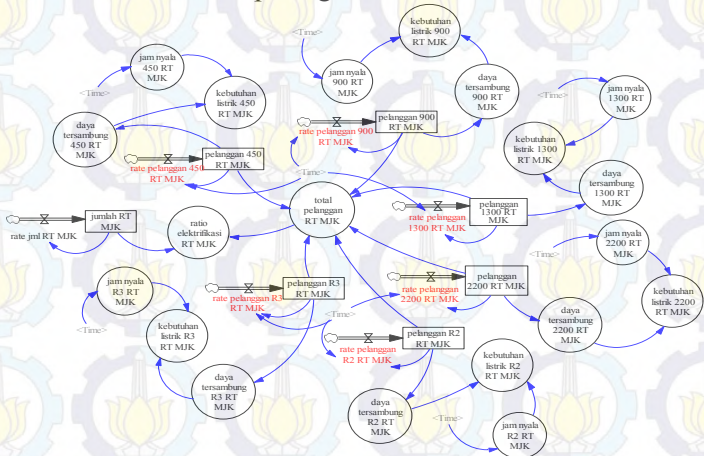 kebutuhan
listrik 900
RT MJK
<Time>
jam nyala
450 RT
MJK
jam nyala
900 RT
MJK
<Time>
kebutuhan
listrik 450
RT MJK
daya
tersambung
900 RT
MJK
<Time>
jam nyala
1300 RT
MJK
daya
tersambung
450 RT
MJK
pelanggan 900
RT MJK
rate pelanggan 900
RT MJK
kebutuhan
listrik 1300
RT MJK
pelanggan 450
RT MJK
rate pelanggan 450
RT MJK
<Time>
daya
tersambung
1300 RT
MJK
total
pelanggan
RT MJK
pelanggan
1300 RT
MJK
rate pelanggan
1300 RT MJK
jumlah RT
MJK
rate jml RT MJK
ratio
elektrifikasi
RT MJK
jam nyala
2200 RT
MJK
<Time>
jam nyala
R3 RT
MJK
pelanggan R3
RT MJK
rate pelanggan R3
RT MJK
pelanggan
2200 RT MJK
rate pelanggan
2200 RT MJK
kebutuhan
listrik 2200
RT MJK
<Time>
<Time>
kebutuhan
listrik R3
RT MJK
pelanggan R2
RT MJK
rate pelanggan
R2 RT MJK
daya
tersambung
2200 RT
MJK
kebutuhan
listrik R2
RT MJK
daya
tersambung
R3 RT
MJK
daya
tersambung
R2 RT
MJK
<Time>
jam nyala
R2 RT
MJK